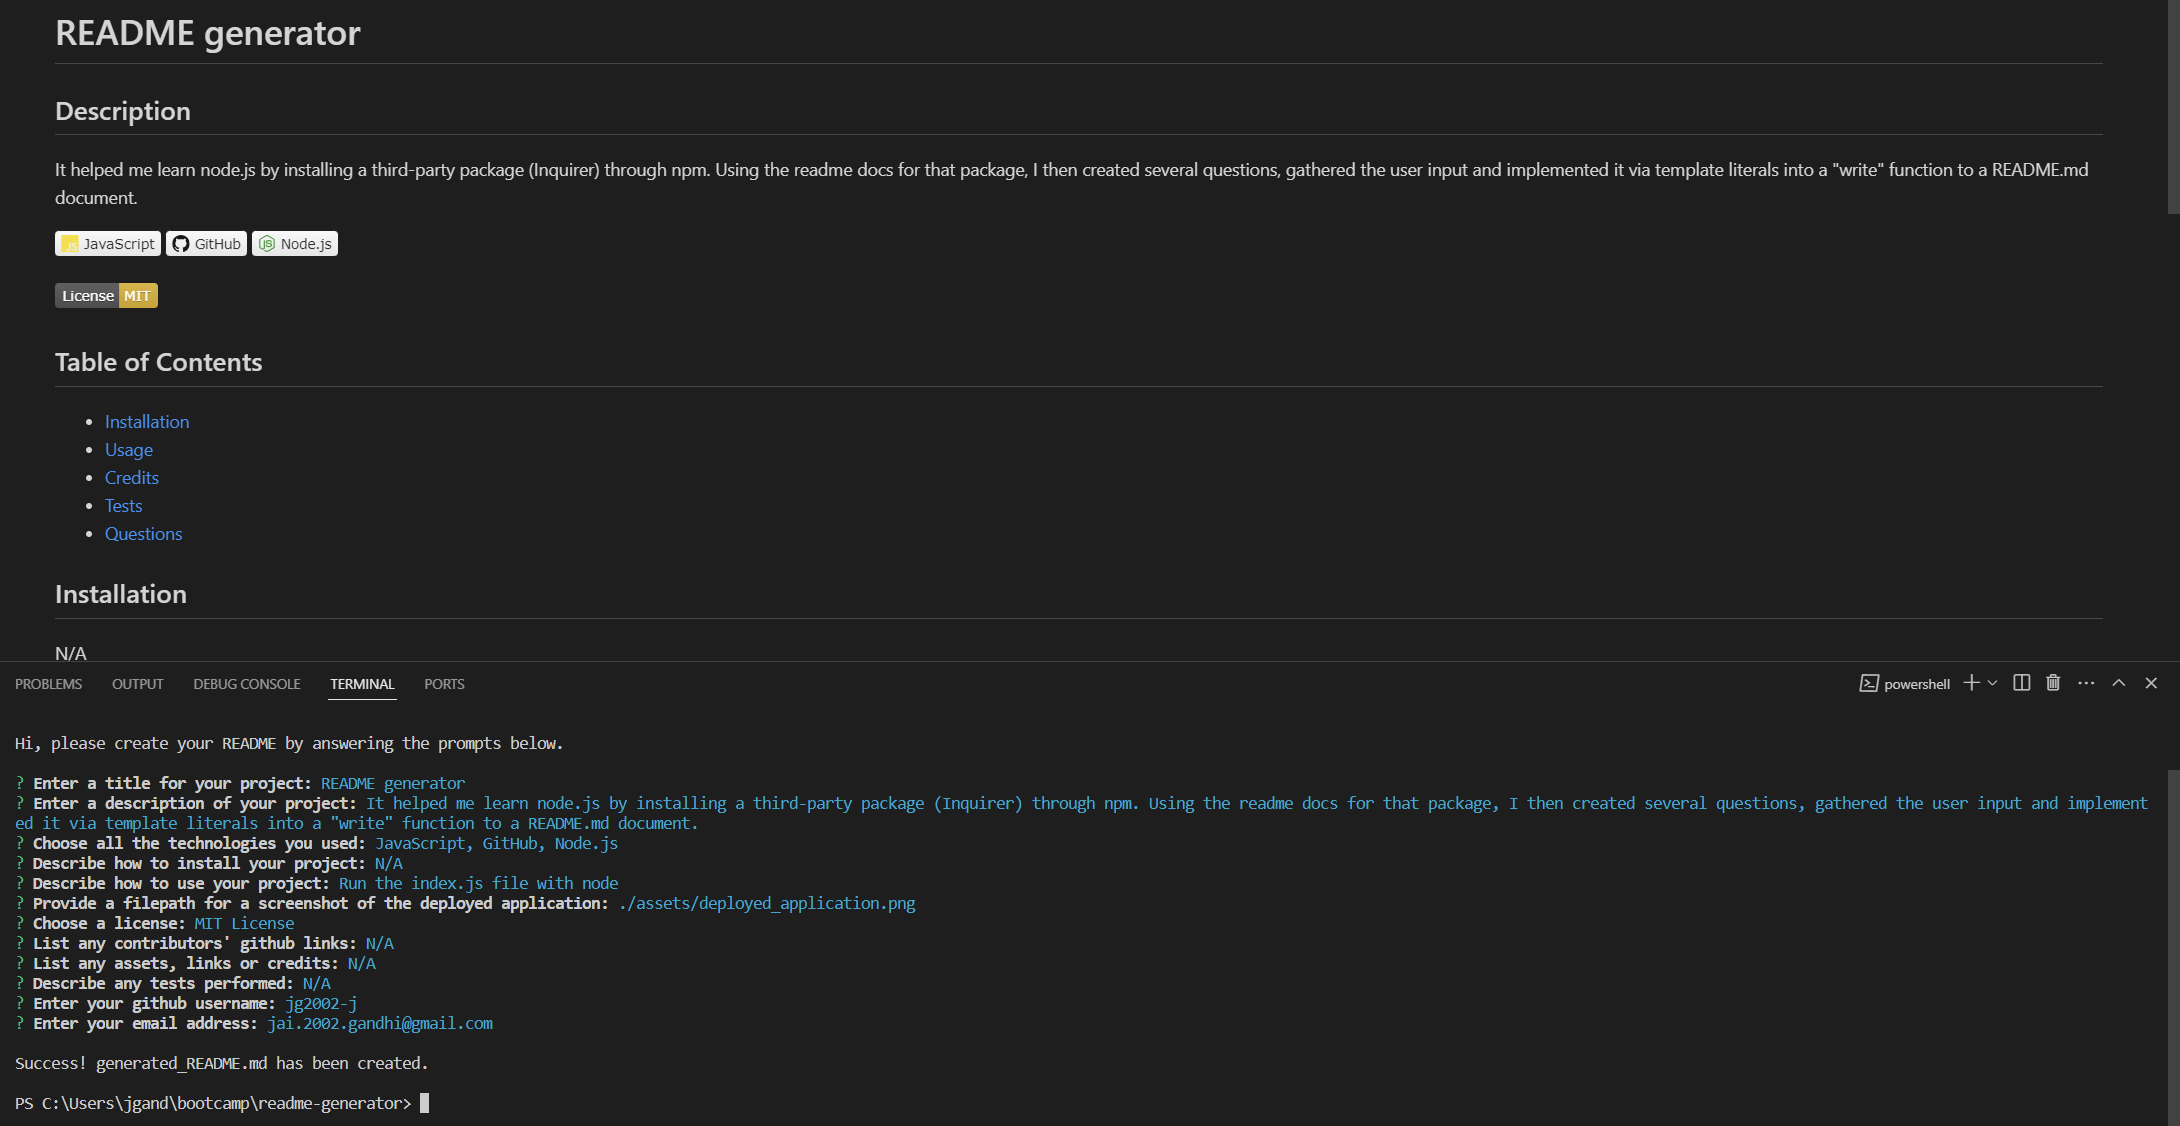 README generator
Description
It helped me learn node.js by installing a third-party package (Inquirer) through npm. Using the readme docs for that package, I then created several questions, gathered the user input and implemented it via template literals into a "write" function to a README.md
document.
JS JavaScript GitHub JS Node.js
License MIT
Table of Contents
• Installation
• Usage
• Credits
• Tests
• Questions
Installation
N/A
PROBLEMS OUTPUT DEBUG CONSOLE TERMINAL PORTS powershell
Hi, please create your README by answering the prompts below.
? Enter a title for your project: README generator
? Enter a description of your project: It helped me learn node.js by installing a third-party package (Inquirer) through npm. Using the readme docs for that package, I then created several questions, gathered the user input and implement
ed it via template literals into a "write" function to a README.md document.
? Choose all the technologies you used: JavaScript, GitHub, Node.js
? Describe how to install your project: N/A
? Describe how to use your project: Run the index.js file with node
? Provide a filepath for a screenshot of the deployed application: ./assets/deployed_application.png
? Choose a license: MIT License
? List any contributors' github links: N/A
? List any assets, links or credits: N/A
? Describe any tests performed: N/A
? Enter your github username: jg2002-j
? Enter your email address: jai.2002.gandhi@gmail.com
Success! generated_README.md has been created.
PS C:\Users\jgand\bootcamp\readme-generator>